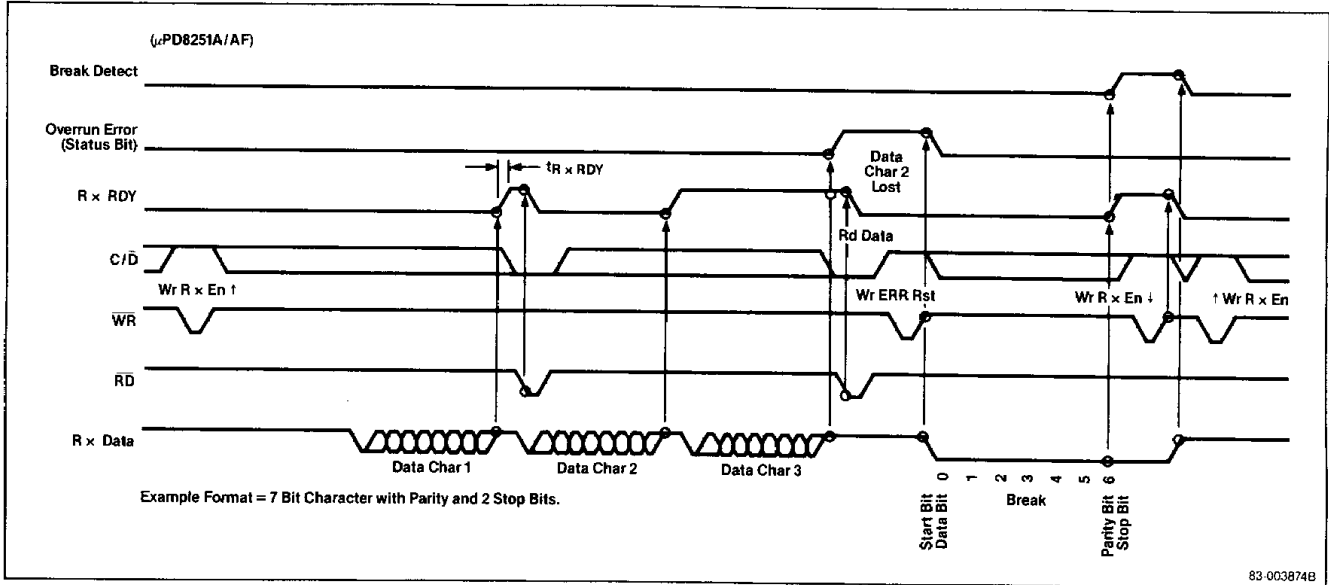 (μPD8251A/AF)
Break Detect
Overrun Error
(Status Bit)
tR × RDY
Data
Char 2
Lost
R × RDY
Rd Data
C/D̄
Wr R × En ↑
Wr ERR Rst
Wr R × En ↓
↑ Wr R × En
W̄R̄
R̄D̄
R × Data
Data Char 1
Data Char 2
Data Char 3
Example Format = 7 Bit Character with Parity and 2 Stop Bits.
Start Bit
Data Bit
0
1
2
3
4
5
6
Break
Parity Bit
Stop Bit
83-003874B